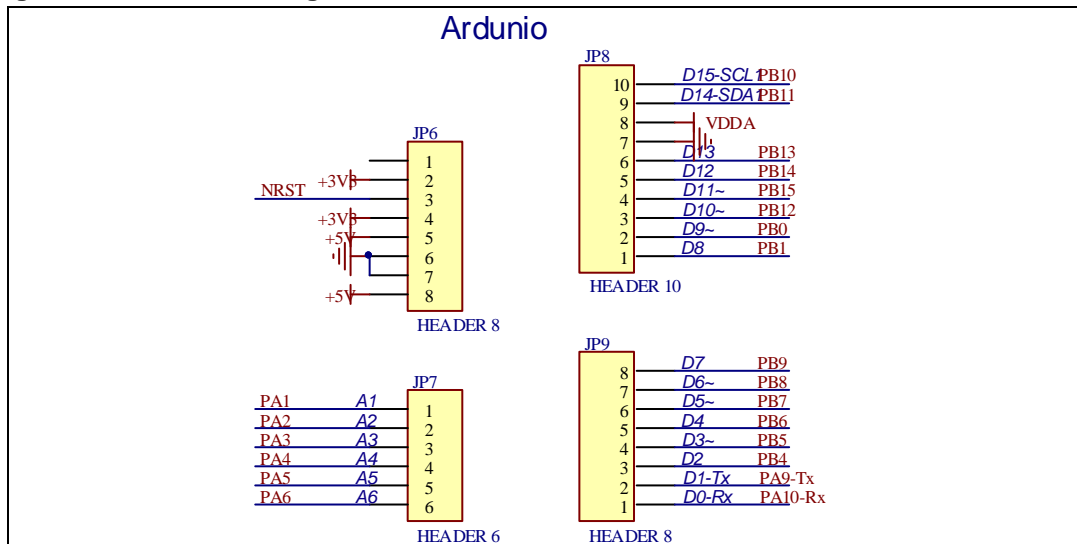 Ardunio
JP6
1
+3V3 2
NRST 3
+3V3 4
+5V 5
6
7
+5V 8
HEADER 8
JP8
10 D15-SCL1 PB10
9 D14-SDA1 PB11
8 VDDA
7
6 D13 PB13
5 D12 PB14
4 D11~ PB15
3 D10~ PB12
2 D9~ PB0
1 D8 PB1
HEADER 10
JP7
PA1 A1 1
PA2 A2 2
PA3 A3 3
PA4 A4 4
PA5 A5 5
PA6 A6 6
HEADER 6
JP9
8 D7 PB9
7 D6~ PB8
6 D5~ PB7
5 D4 PB6
4 D3~ PB5
3 D2 PB4
2 D1-Tx PA9-Tx
1 D0-Rx PA10-Rx
HEADER 8